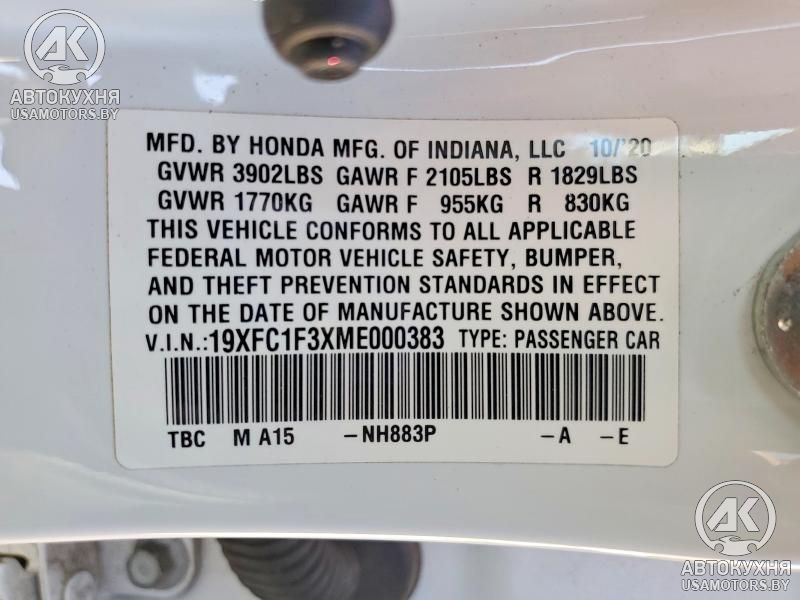 AK
АВТОКУХНЯ
USAMOTORS.BY
MFD. BY HONDA MFG. OF INDIANA, LLC 10/'20
GVWR 3902LBS GAWR F 2105LBS R 1829LBS
GVWR 1770KG GAWR F 955KG R 830KG
THIS VEHICLE CONFORMS TO ALL APPLICABLE
FEDERAL MOTOR VEHICLE SAFETY, BUMPER,
AND THEFT PREVENTION STANDARDS IN EFFECT
ON THE DATE OF MANUFACTURE SHOWN ABOVE.
V.I.N.:19XFC1F3XME000383 TYPE: PASSENGER CAR
TBC M A15 -NH883P -A -E
AK
АВТОКУХНЯ
USAMOTORS.BY